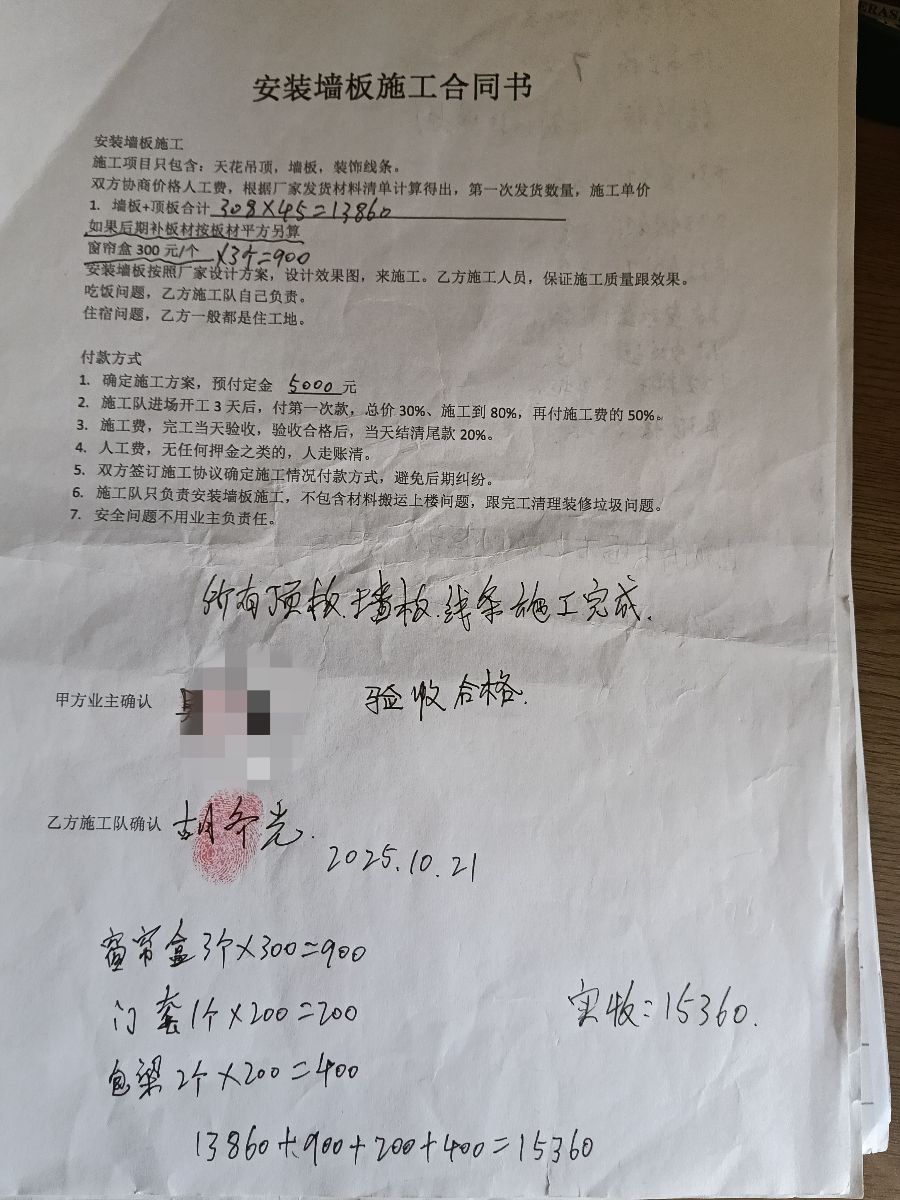 安装墙板施工合同书
安装墙板施工
施工项目只包含：天花吊顶，墙板，装饰线条。
双方协商价格人工费，根据厂家发货材料清单计算得出，第一次发货数量，施工单价
1. 墙板+顶板合计 308×45=13860
如果后期补板材按板材平方另算
窗帘盒 300 元/个 ×3个=900
安装墙板按照厂家设计方案，设计效果图，来施工。乙方施工人员，保证施工质量跟效果。
吃饭问题，乙方施工队自己负责。
住宿问题，乙方一般都是住工地。
付款方式
1. 确定施工方案，预付定金 5000 元
2. 施工队进场开工 3 天后，付第一次款，总价 30%、施工到 80%，再付施工费的 50%。
3. 施工费，完工当天验收，验收合格后，当天结清尾款 20%。
4. 人工费，无任何押金之类的，人走账清。
5. 双方签订施工协议确定施工情况付款方式，避免后期纠纷。
6. 施工队只负责安装墙板施工，不包含材料搬运上楼问题，跟完工清理装修垃圾问题。
7. 安全问题不用业主负责任。
所有顶板.墙板.线条施工完成.
甲方业主确认 验收合格.
乙方施工队确认 胡冬亮.
2025.10.21
窗帘盒3个×300=900
门套1个×200=200
实收:15360.
包梁2个×200=400
13860+900+200+400=15360